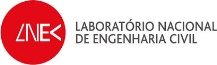 LNEC
LABORATÓRIO NACIONAL
DE ENGENHARIA CIVIL